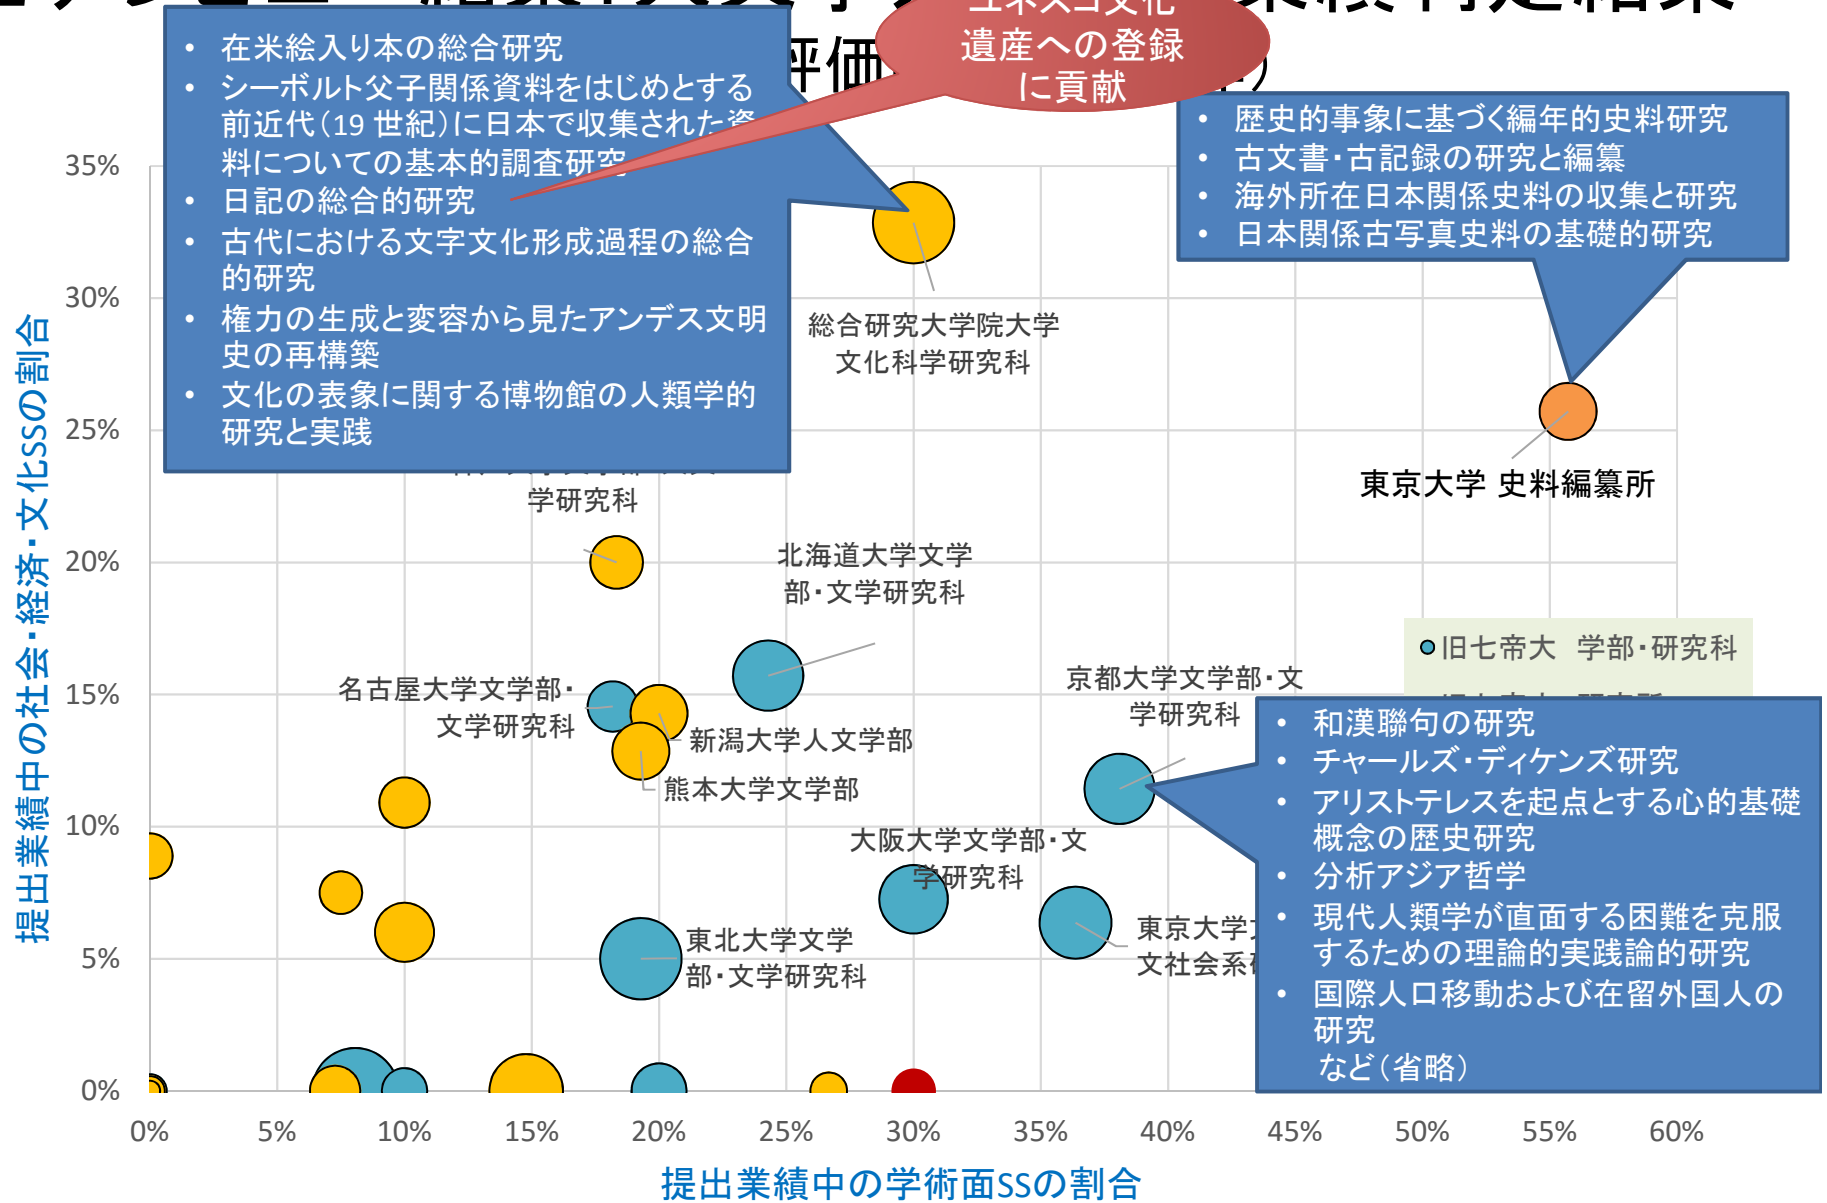 ユネスコ文化
遺産への登録
に貢献
評価
• 在米絵入り本の総合研究
• シーボルト父子関係資料をはじめとする
前近代（19 世紀）に日本で収集された資
料についての基本的調査研究
• 日記の総合的研究
• 古代における文字文化形成過程の総合
的研究
• 権力の生成と変容から見たアンデス文明
史の再構築
• 文化の表象に関する博物館の人類学的
研究と実践
• 歴史的事象に基づく編年的史料研究
• 古文書・古記録の研究と編纂
• 海外所在日本関係史料の収集と研究
• 日本関係古写真史料の基礎的研究
提出業績中の社会・経済・文化SSの割合
35%
30%
25%
20%
15%
10%
5%
0%
総合研究大学院大学
文化科学研究科
東京大学 史料編纂所
学研究科
北海道大学文学
部・文学研究科
名古屋大学文学部・
文学研究科
新潟大学人文学部
熊本大学文学部
京都大学文学部・文
学研究科
大阪大学文学部・文
学研究科
東北大学文学
部・文学研究科
東京大学
文社会系
旧七帝大　学部・研究科
• 和漢聯句の研究
• チャールズ・ディケンズ研究
• アリストテレスを起点とする心的基礎
概念の歴史研究
• 分析アジア哲学
• 現代人類学が直面する困難を克服
するための理論的実践論的研究
• 国際人口移動および在留外国人の
研究
など（省略）
0%
5%
10%
15%
20%
25%
30%
35%
40%
45%
50%
55%
60%
提出業績中の学術面SSの割合